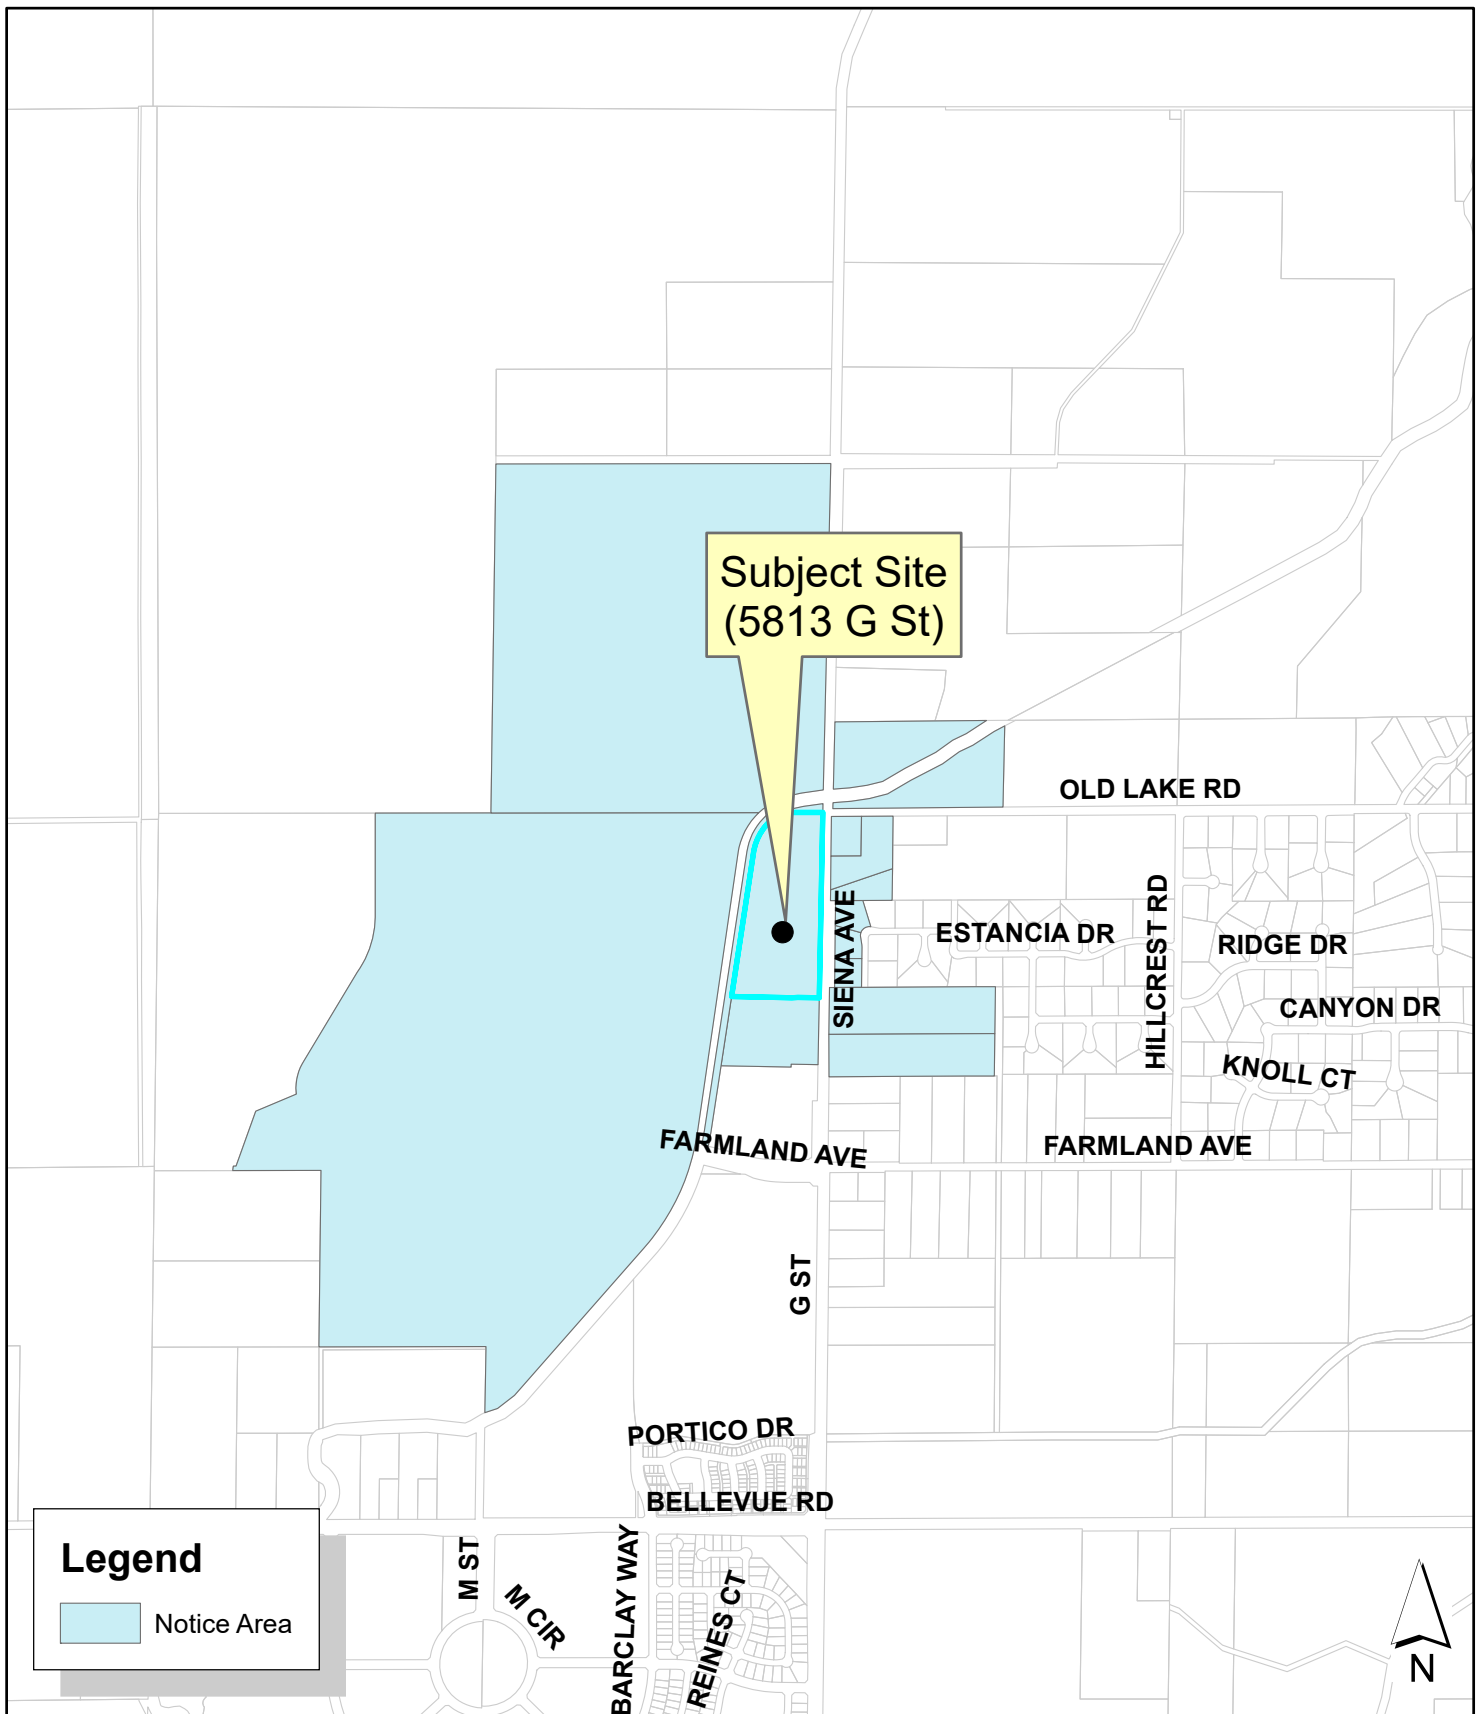 Subject Site
(5813 G St)
OLD LAKE RD
SIENA AVE
ESTANCIA DR
HILLCREST RD
RIDGE DR
CANYON DR
KNOLL CT
FARMLAND AVE
FARMLAND AVE
G ST
PORTICO DR
BELLEVUE RD
M ST
M CIR
BARCLAY WAY
REINES CT
Legend
Notice Area
N